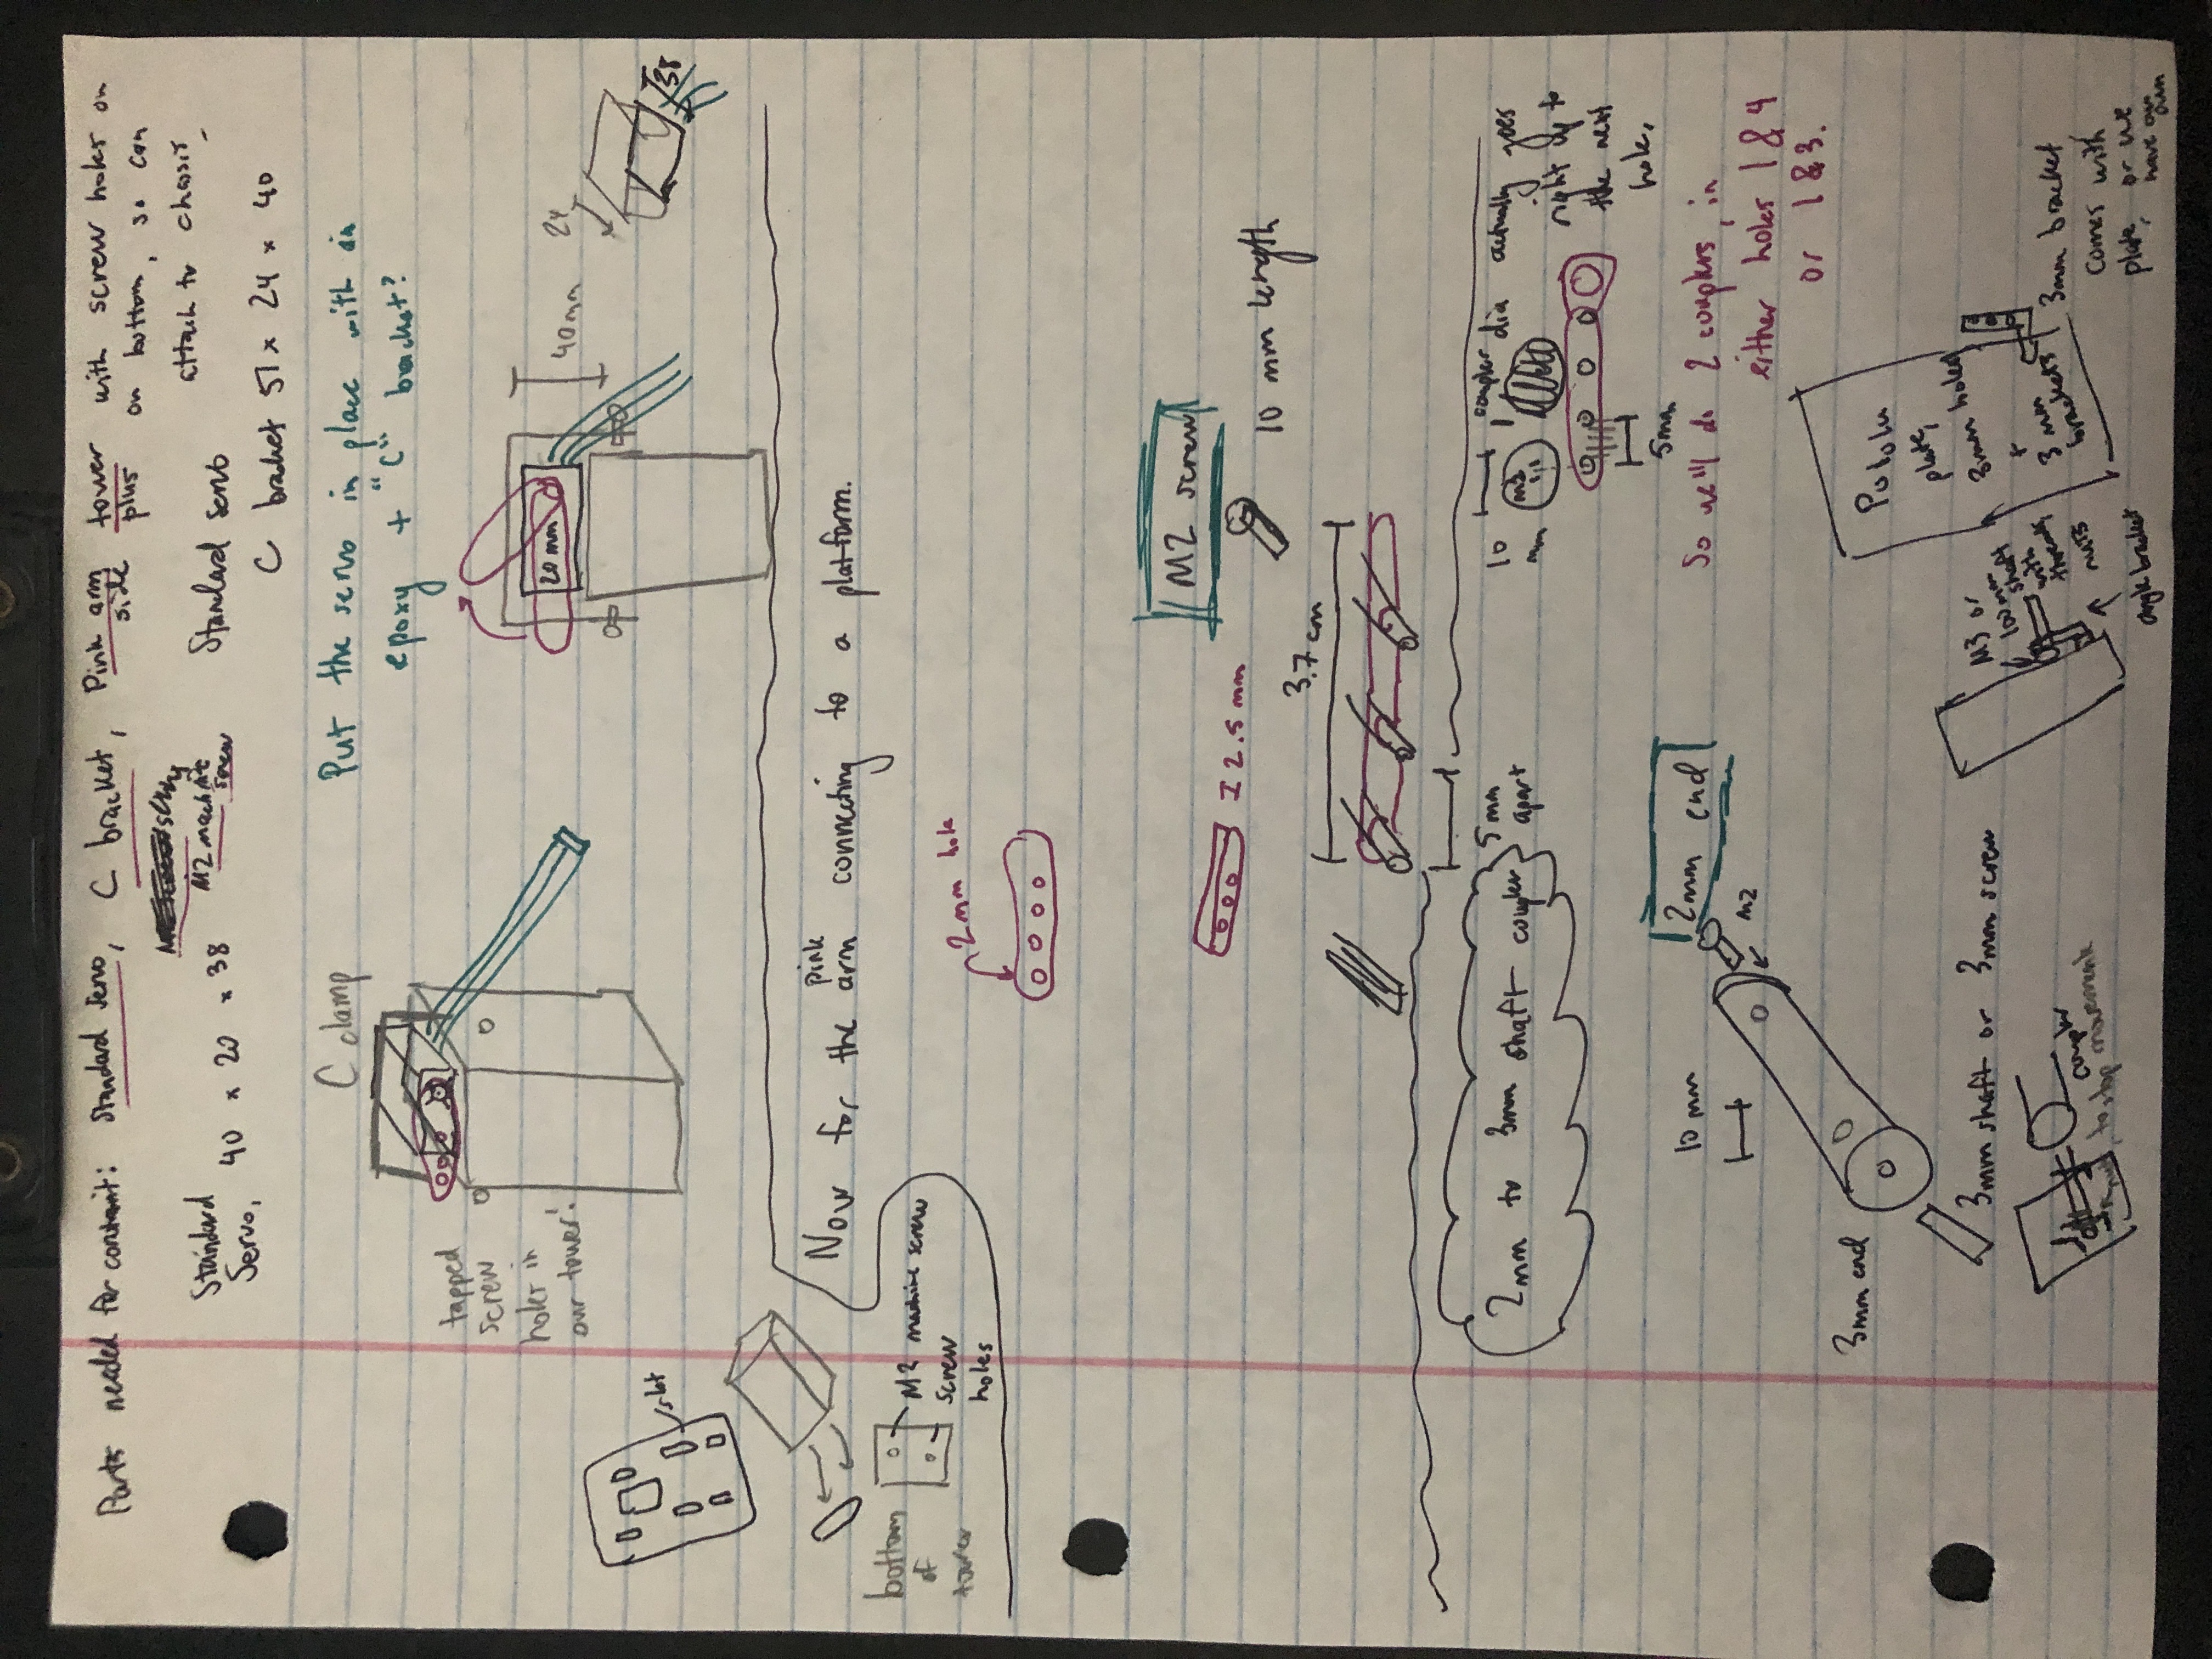 Parts needed for constraint: standard servo, C bracket, Pink arm tower with screw holes on
side plus on bottom, so can
attach to chassis,
M2 machine
screw
Standard
Servo, 40 x 20 x 38
Standard servo
C bracket 51 x 24 x 40
C clamp
Put the servo in place with an
epoxy + "C" bracket?
tapped
screw
holes in
our tower!
20 mm
40mm
24
38
slot
Now for the pink arm connecting to a platform.
bottom
of
tower
M2 machine screw
screw
holes
2mm hole
M2 screw
2.5 mm
10 mm length
3.7 cm
2mm to 3mm shaft coupler
5 mm
apart
10
mm
m3
coupler dia actually goes
right up to
the next
hole.
5mm
So we'll do 2 couplers, in
either holes 1 & 4
or 1 & 3.
10 mm
2mm end
M2
3mm end
3mm shaft or 3mm screw
coupler
nut, to stop movement
M3 or
100mm
shaft
with
threads,
nuts
angle bracket
Pololu
plate,
3mm holes
+
3 mm
brackets
3mm bracket,
comes with
plate, or we
have our own